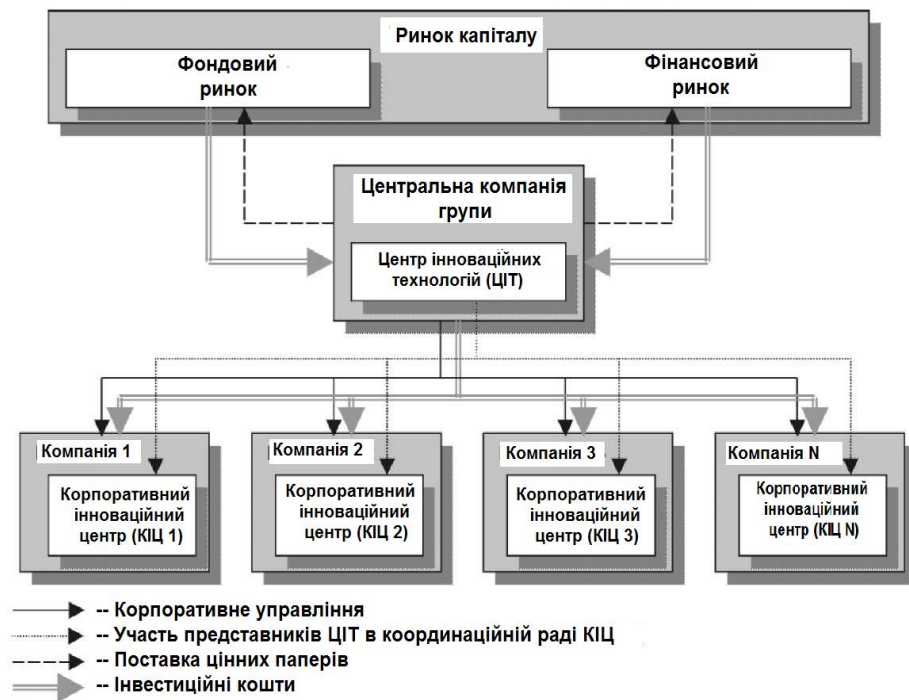 Ринок капіталу
Фондовий
ринок
Фінансовий
ринок
Центральна компанія
групи
Центр інноваційних
технологій (ЦІТ)
Компанія 1
Корпоративний
інноваційний
центр (КІЦ 1)
Компанія 2
Корпоративний
інноваційний
центр (КІЦ 2)
Компанія 3
Корпоративний
інноваційний
центр (КІЦ 3)
Компанія N
Корпоративний
інноваційний
центр (КІЦ N)
-- Корпоративне управління
-- Участь представників ЦІТ в координаційній раді КІЦ
-- Поставка цінних паперів
-- Інвестиційні кошти